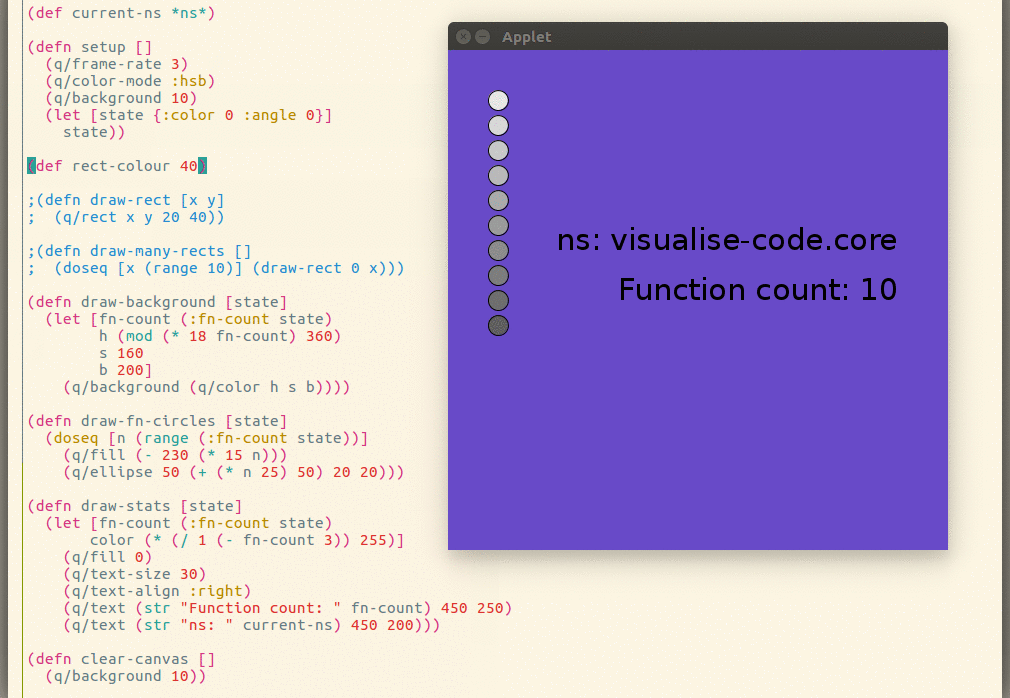 (def current-ns *ns*)
(defn setup []
  (q/frame-rate 3)
  (q/color-mode :hsb)
  (q/background 10)
  (let [state {:color 0 :angle 0}]
    state))
(def rect-colour 40)
;(defn draw-rect [x y]
;  (q/rect x y 20 40))
;(defn draw-many-rects []
;  (doseq [x (range 10)] (draw-rect 0 x)))
(defn draw-background [state]
  (let [fn-count (:fn-count state)
        h (mod (* 18 fn-count) 360)
        s 160
        b 200]
    (q/background (q/color h s b))))
(defn draw-fn-circles [state]
  (doseq [n (range (:fn-count state))]
    (q/fill (- 230 (* 15 n)))
    (q/ellipse 50 (+ (* n 25) 50) 20 20)))
(defn draw-stats [state]
  (let [fn-count (:fn-count state)
       color (* (/ 1 (- fn-count 3)) 255)]
    (q/fill 0)
    (q/text-size 30)
    (q/text-align :right)
    (q/text (str "Function count: " fn-count) 450 250)
    (q/text (str "ns: " current-ns) 450 200)))
(defn clear-canvas []
  (q/background 10))
Applet
ns: visualise-code.core
Function count: 10